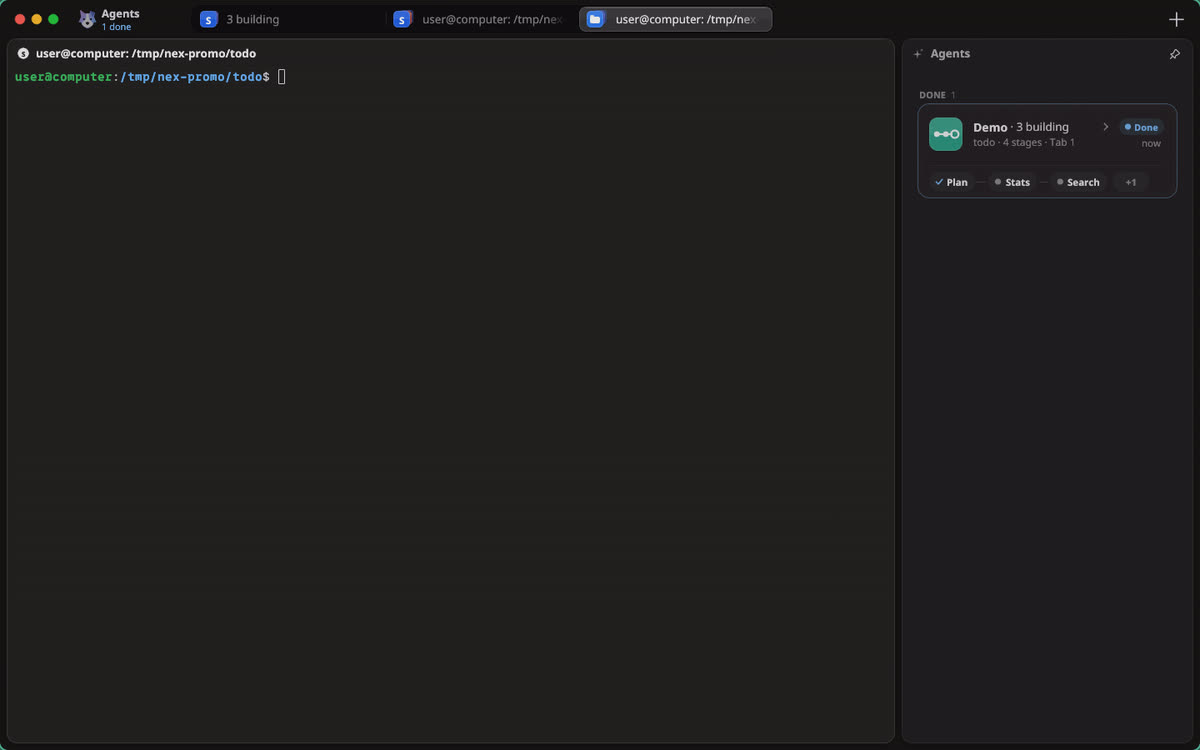 Agents
1 done
S 3 building
S user@computer: /tmp/nex
user@computer: /tmp/nex
$ user@computer: /tmp/nex-promo/todo
user@computer:/tmp/nex-promo/todo$
Agents
DONE 1
Demo · 3 building > Done
todo · 4 stages · Tab 1 now
Plan Stats Search +1